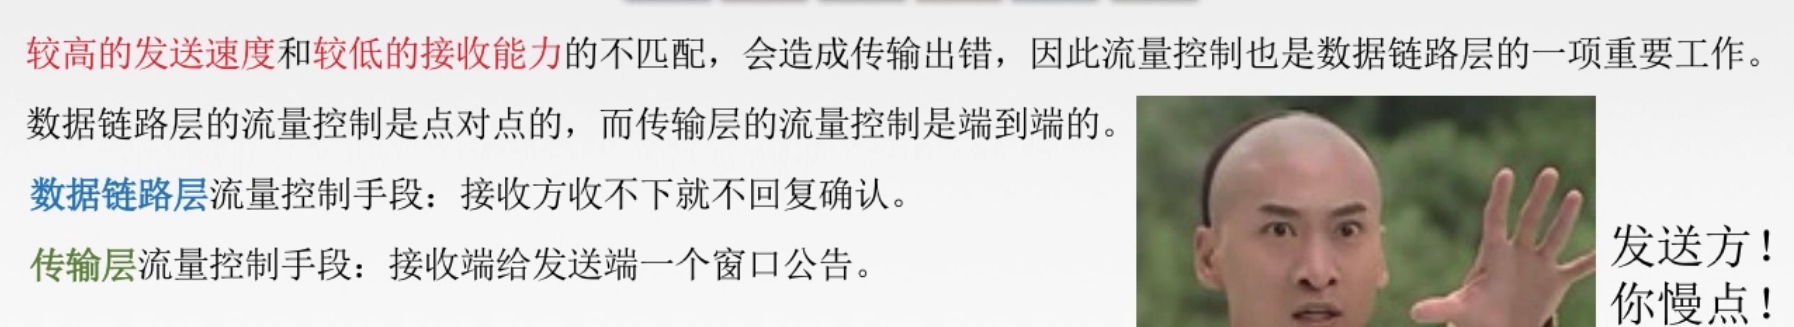 较高的发送速度和较低的接收能力的不匹配，会造成传输出错，因此流量控制也是数据链路层的一项重要工作。
数据链路层的流量控制是点对点的，而传输层的流量控制是端到端的。
数据链路层流量控制手段：接收方收不下就不回复确认。
传输层流量控制手段：接收端给发送端一个窗口公告。
发送方！
你慢点！